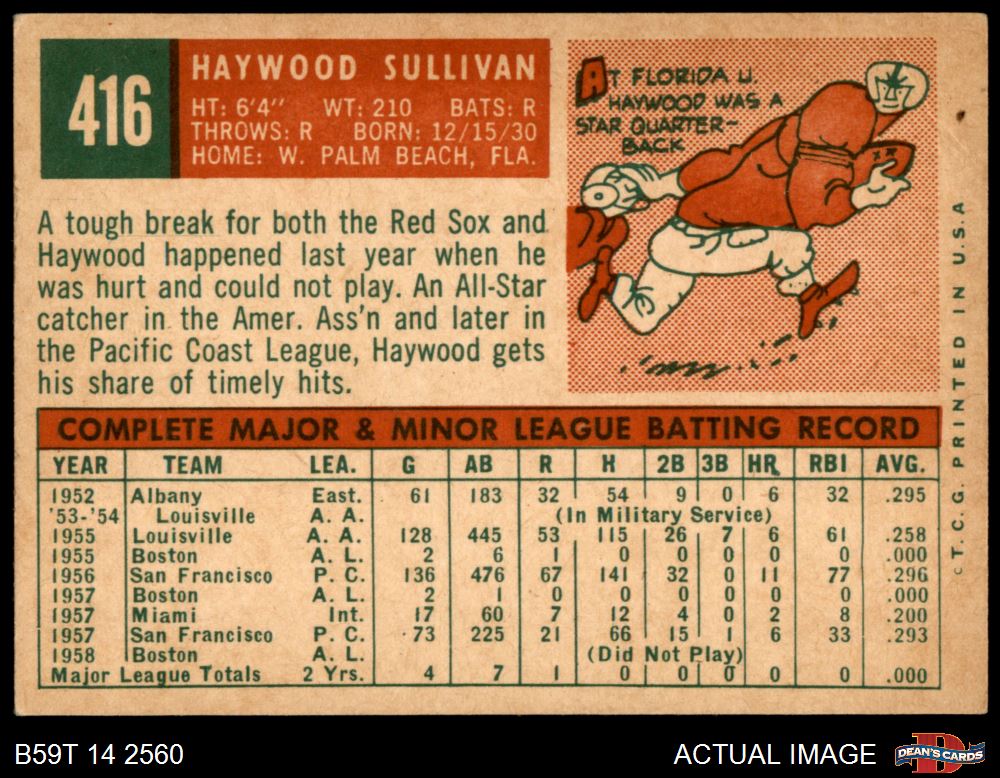 416
HAYWOOD SULLIVAN
HT: 6'4" WT: 210 BATS: R
THROWS: R BORN: 12/15/30
HOME: W. PALM BEACH, FLA.
AT FLORIDA U.
HAYWOOD WAS A
STAR QUARTER-
BACK
A tough break for both the Red Sox and
Haywood happened last year when he
was hurt and could not play. An All-Star
catcher in the Amer. Ass'n and later in
the Pacific Coast League, Haywood gets
his share of timely hits.
COMPLETE MAJOR & MINOR LEAGUE BATTING RECORD
YEAR TEAM LEA. G AB R H 2B 3B HR RBI AVG.
1952 Albany East. 61 183 32 54 9 0 6 32 .295
'53-'54 Louisville A. A. (In Military Service)
1955 Louisville A. A. 128 445 53 115 26 7 6 61 .258
1955 Boston A. L. 2 6 1 0 0 0 0 0 .000
1956 San Francisco P. C. 136 476 67 141 32 0 11 77 .296
1957 Boston A. L. 2 1 0 0 0 0 0 0 .000
1957 Miami Int. 17 60 7 12 4 0 2 8 .200
1957 San Francisco P. C. 73 225 21 66 15 1 6 33 .293
1958 Boston A. L. (Did Not Play)
Major League Totals 2 Yrs. 4 7 1 0 0 0 0 0 .000
© T. C. G. PRINTED IN U.S.A
B59T 14 2560
ACTUAL IMAGE
DEAN'S CARDS